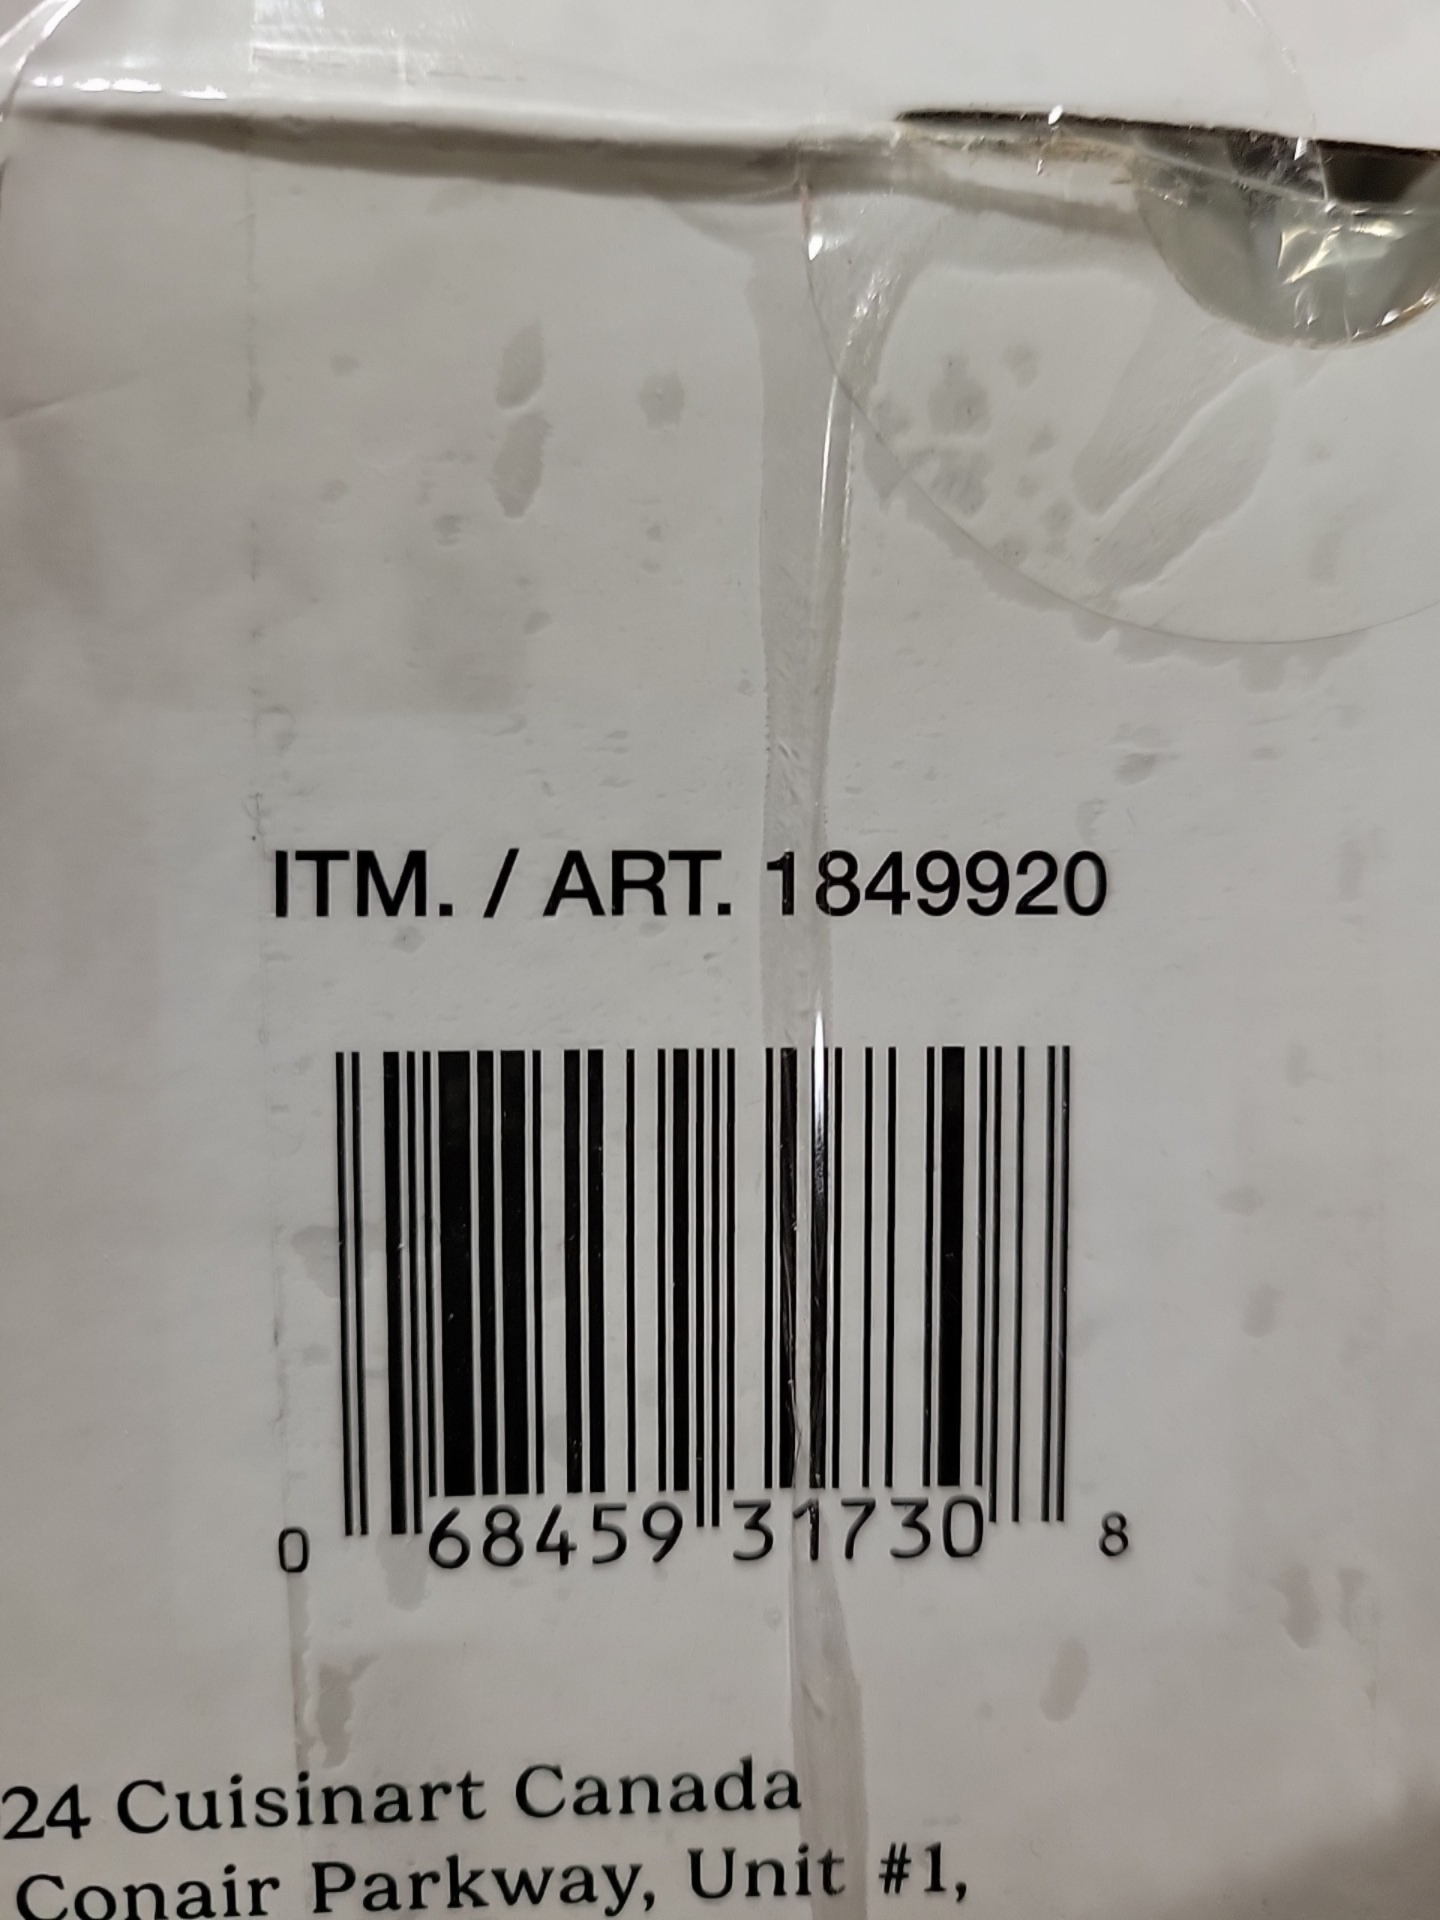 ITM. / ART. 1849920
0 68459 31730 8
24 Cuisinart Canada
Conair Parkway, Unit #1,